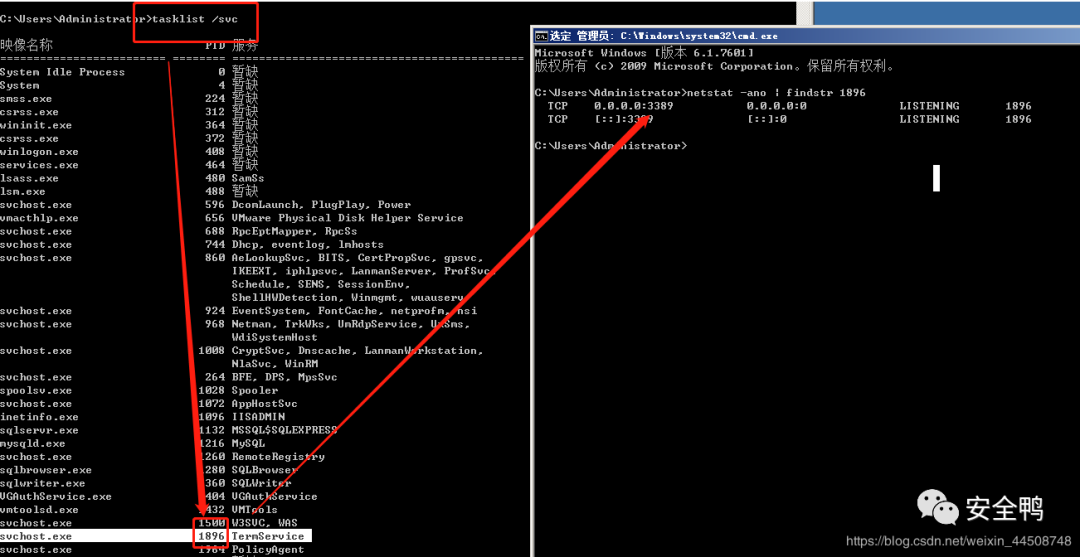 C:\Users\Administrator>tasklist /svc
映像名称 PID 服务
System Idle Process 0 暂缺
System 4 暂缺
smss.exe 224 暂缺
csrss.exe 312 暂缺
wininit.exe 364 暂缺
csrss.exe 372 暂缺
winlogon.exe 408 暂缺
services.exe 464 暂缺
lsass.exe 480 SamSs
lsm.exe 488 暂缺
svchost.exe 596 DcomLaunch, PlugPlay, Power
vmacthlp.exe 656 VMware Physical Disk Helper Service
svchost.exe 688 RpcEptMapper, RpcSs
svchost.exe 744 Dhcp, eventlog, lmhosts
svchost.exe 860 AeLookupSvc, BITS, CertPropSvc, gpsvc,
IKEEXT, iphlpsvc, LanmanServer, ProfSvc,
Schedule, SENS, SessionEnv,
ShellHWDetection, Winmgmt, wuauserv
svchost.exe 924 EventSystem, FontCache, netprofm, nsi
svchost.exe 968 Netman, TrkWks, UmRdpService, UxSms,
WdiSystemHost
svchost.exe 1008 CryptSvc, Dnscache, LanmanWorkstation,
NlaSvc, WinRM
svchost.exe 264 BFE, DPS, MpsSvc
spoolsv.exe 1028 Spooler
svchost.exe 1072 AppHostSvc
inetinfo.exe 1096 IISADMIN
sqlservr.exe 1132 MSSQL$SQLEXPRESS
mysqld.exe 1216 MySQL
svchost.exe 1260 RemoteRegistry
sqlbrowser.exe 1280 SQLBrowser
sqlwriter.exe 1360 SQLWriter
VGAuthService.exe 1404 VGAuthService
vmtoolsd.exe 1432 VMTools
svchost.exe 1500 W3SVC, WAS
svchost.exe 1896 TermService
svchost.exe 1984 PolicyAgent
选定 管理员: C:\Windows\system32\cmd.exe
Microsoft Windows [版本 6.1.7601]
版权所有 (c) 2009 Microsoft Corporation。保留所有权利。
C:\Users\Administrator>netstat -ano | findstr 1896
TCP 0.0.0.0:3389 0.0.0.0:0 LISTENING 1896
TCP [::]:3389 [::]:0 LISTENING 1896
C:\Users\Administrator>
安全鸭
https://blog.csdn.net/weixin_44508748